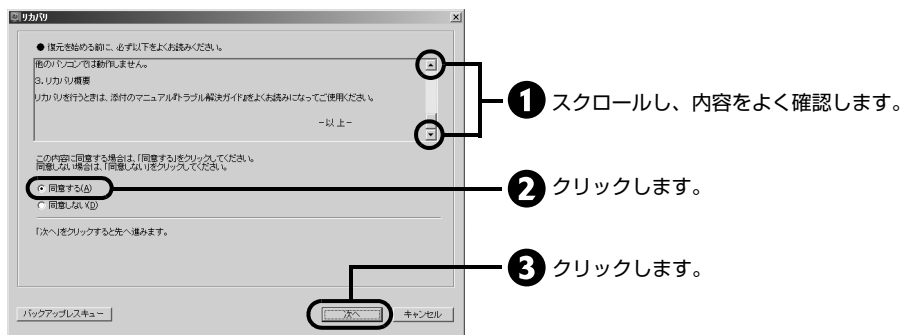 リカバリ
● 復元を始める前に、必ず以下をよくお読みください。
他のパソコンでは動作しません。
3. リカバリ概要
リカバリを行うときは、添付のマニュアル『トラブル解決ガイド』をよくお読みになってご使用ください。
－以 上－
この内容に同意する場合は、「同意する」をクリックしてください。
同意しない場合は、「同意しない」をクリックしてください。
同意する(A)
同意しない(D)
「次へ」をクリックすると先へ進みます。
バックアップレスキュー
次へ
キャンセル
1 スクロールし、内容をよく確認します。
2 クリックします。
3 クリックします。